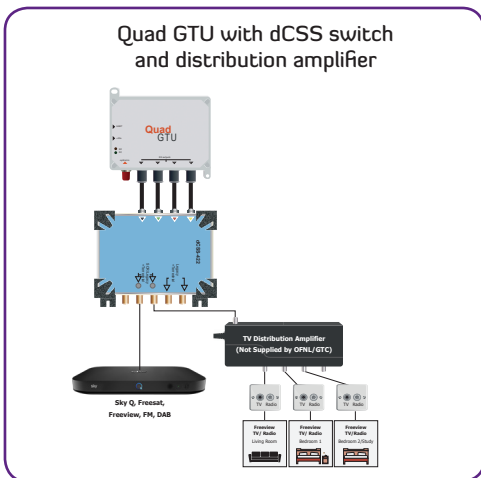 Quad GTU with dCSS switch
and distribution amplifier
Quad
GTU
TV Distribution Amplifier
(Not Supplied by OFNL/GTC)
sky
Sky Q, Freesat,
Freeview, FM, DAB
TV Radio
TV Radio
TV Radio
Freeview
TV/ Radio
Living Room
Freeview
TV/ Radio
Bedroom 1
Freeview
TV/Radio
Bedroom 2/Study